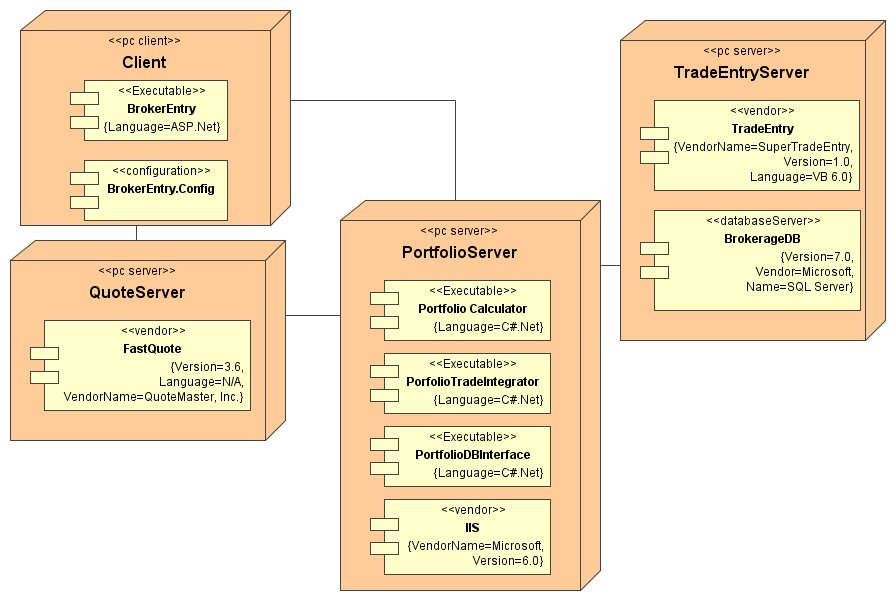 <<pc client>>
Client
<<Executable>>
BrokerEntry
{Language=ASP.Net}
<<configuration>>
BrokerEntry.Config
<<pc server>>
QuoteServer
<<vendor>>
FastQuote
{Version=3.6,
Language=N/A,
VendorName=QuoteMaster, Inc.}
<<pc server>>
PortfolioServer
<<Executable>>
Portfolio Calculator
{Language=C#.Net}
<<Executable>>
PorfolioTradeIntegrator
{Language=C#.Net}
<<Executable>>
PortfolioDBInterface
{Language=C#.Net}
<<vendor>>
IIS
{VendorName=Microsoft,
Version=6.0}
<<pc server>>
TradeEntryServer
<<vendor>>
TradeEntry
{VendorName=SuperTradeEntry,
Version=1.0,
Language=VB 6.0}
<<databaseServer>>
BrokerageDB
{Version=7.0,
Vendor=Microsoft,
Name=SQL Server}